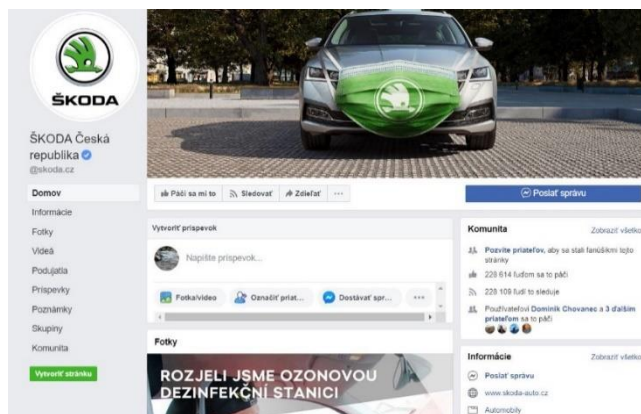 ŠKODA
ŠKODA Česká
republika
@skoda.cz
Domov
Informácie
Fotky
Videá
Podujatia
Príspevky
Poznámky
Skupiny
Komunita
Vytvoriť stránku
Páči sa mi to
Sledovať
Zdieľať
Poslať správu
Vytvoriť príspevok
Napíšte príspevok...
Fotka/video
Označiť priat...
Dostávať spr...
Fotky
ROZJELI JSME OZONOVOU
DEZINFEKČNÍ STANICI
Komunita
Zobraziť všetko
Pozvite priateľov, aby sa stali fanúšikmi tejto
stránky
228 614 ľuďom sa to páči
228 109 ľudí to sleduje
Používateľovi Dominik Chovanec a 3 ďalším
priateľom sa to páči
Informácie
Zobraziť všetko
Poslať správu
www.skoda-auto.cz
Automobily